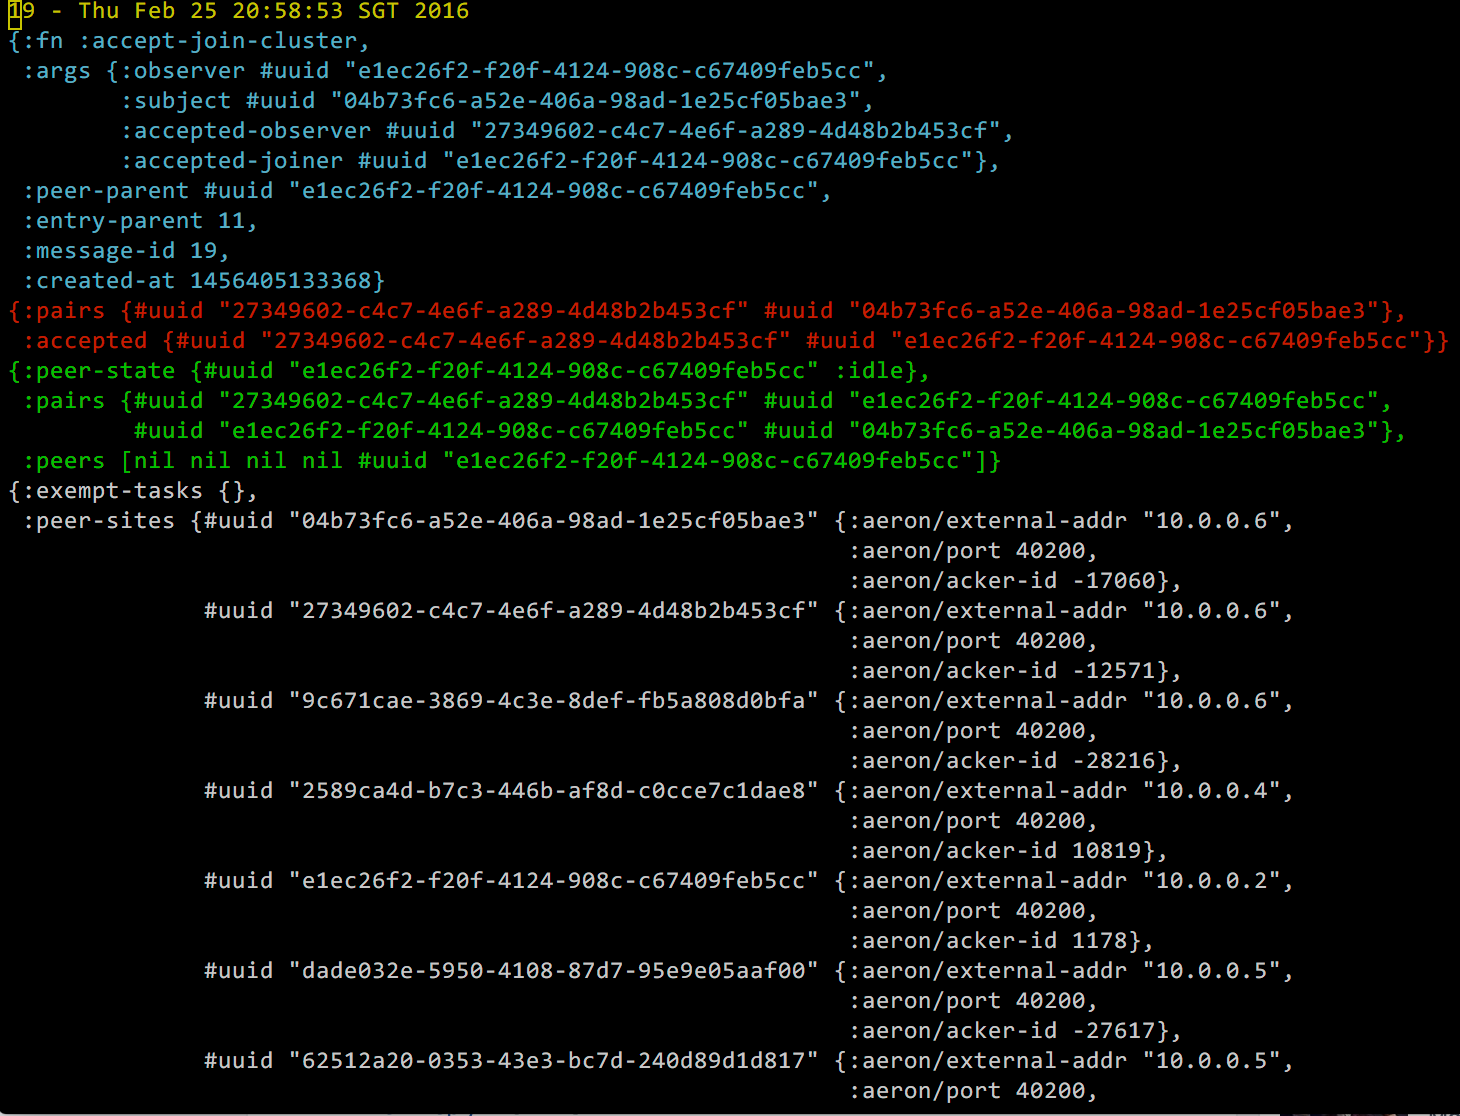 19 - Thu Feb 25 20:58:53 SGT 2016
{:fn :accept-join-cluster,
 :args {:observer #uuid "e1ec26f2-f20f-4124-908c-c67409feb5cc",
        :subject #uuid "04b73fc6-a52e-406a-98ad-1e25cf05bae3",
        :accepted-observer #uuid "27349602-c4c7-4e6f-a289-4d48b2b453cf",
        :accepted-joiner #uuid "e1ec26f2-f20f-4124-908c-c67409feb5cc"},
 :peer-parent #uuid "e1ec26f2-f20f-4124-908c-c67409feb5cc",
 :entry-parent 11,
 :message-id 19,
 :created-at 1456405133368}
{:pairs {#uuid "27349602-c4c7-4e6f-a289-4d48b2b453cf" #uuid "04b73fc6-a52e-406a-98ad-1e25cf05bae3"},
 :accepted {#uuid "27349602-c4c7-4e6f-a289-4d48b2b453cf" #uuid "e1ec26f2-f20f-4124-908c-c67409feb5cc"}}
{:peer-state {#uuid "e1ec26f2-f20f-4124-908c-c67409feb5cc" :idle},
 :pairs {#uuid "27349602-c4c7-4e6f-a289-4d48b2b453cf" #uuid "e1ec26f2-f20f-4124-908c-c67409feb5cc",
         #uuid "e1ec26f2-f20f-4124-908c-c67409feb5cc" #uuid "04b73fc6-a52e-406a-98ad-1e25cf05bae3"},
 :peers [nil nil nil nil #uuid "e1ec26f2-f20f-4124-908c-c67409feb5cc"]}
{:exempt-tasks {},
 :peer-sites {#uuid "04b73fc6-a52e-406a-98ad-1e25cf05bae3" {:aeron/external-addr "10.0.0.6",
                                                            :aeron/port 40200,
                                                            :aeron/acker-id -17060},
              #uuid "27349602-c4c7-4e6f-a289-4d48b2b453cf" {:aeron/external-addr "10.0.0.6",
                                                            :aeron/port 40200,
                                                            :aeron/acker-id -12571},
              #uuid "9c671cae-3869-4c3e-8def-fb5a808d0bfa" {:aeron/external-addr "10.0.0.6",
                                                            :aeron/port 40200,
                                                            :aeron/acker-id -28216},
              #uuid "2589ca4d-b7c3-446b-af8d-c0cce7c1dae8" {:aeron/external-addr "10.0.0.4",
                                                            :aeron/port 40200,
                                                            :aeron/acker-id 10819},
              #uuid "e1ec26f2-f20f-4124-908c-c67409feb5cc" {:aeron/external-addr "10.0.0.2",
                                                            :aeron/port 40200,
                                                            :aeron/acker-id 1178},
              #uuid "dade032e-5950-4108-87d7-95e9e05aaf00" {:aeron/external-addr "10.0.0.5",
                                                            :aeron/port 40200,
                                                            :aeron/acker-id -27617},
              #uuid "62512a20-0353-43e3-bc7d-240d89d1d817" {:aeron/external-addr "10.0.0.5",
                                                            :aeron/port 40200,